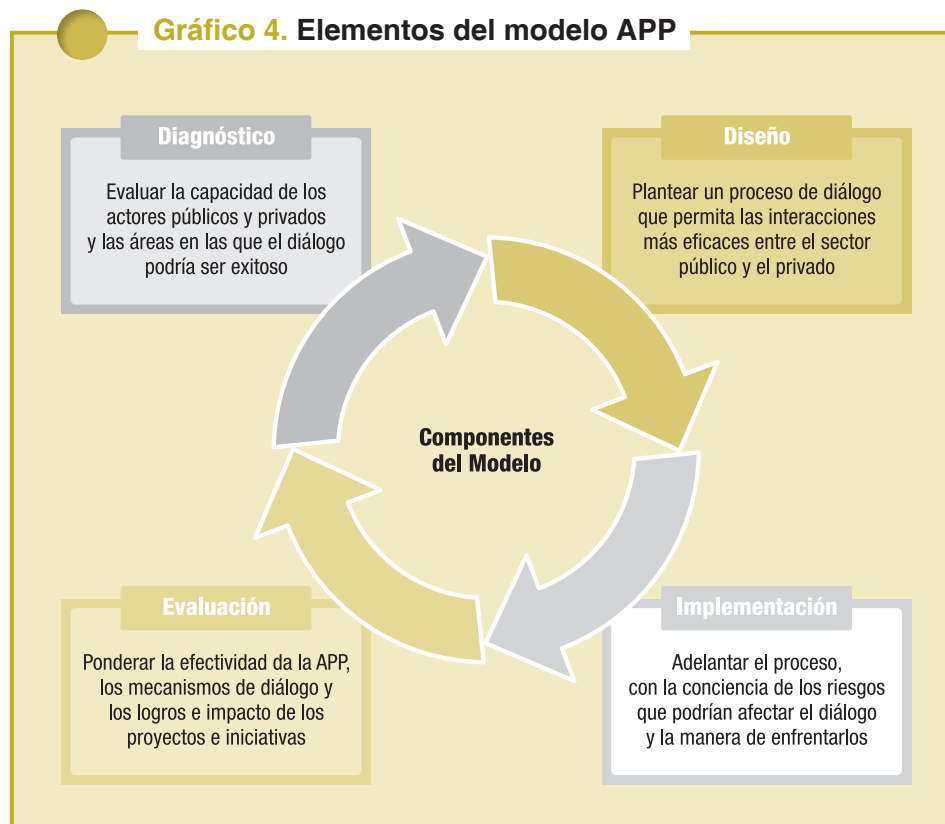 Gráfico 4. Elementos del modelo APP
Diagnóstico
Evaluar la capacidad de los
actores públicos y privados
y las áreas en las que el diálogo
podría ser exitoso
Diseño
Plantear un proceso de diálogo
que permita las interacciones
más eficaces entre el sector
público y el privado
Componentes
del Modelo
Evaluación
Ponderar la efectividad da la APP,
los mecanismos de diálogo y
los logros e impacto de los
proyectos e iniciativas
Implementación
Adelantar el proceso,
con la conciencia de los riesgos
que podrían afectar el diálogo
y la manera de enfrentarlos